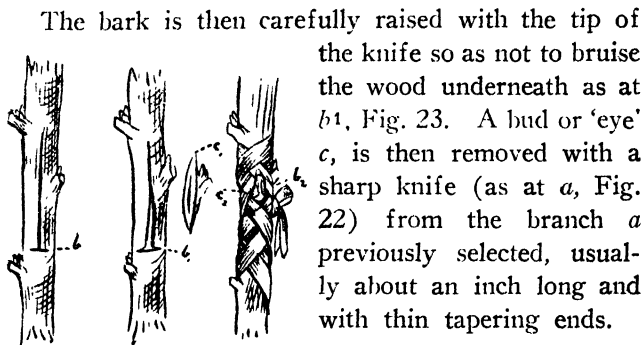 The bark is then carefully raised with the tip of
the knife so as not to bruise
the wood underneath as at
b1, Fig. 23. A bud or ‘eye’
c, is then removed with a
sharp knife (as at a, Fig.
22) from the branch a
previously selected, usual-
ly about an inch long and
with thin tapering ends.
b
b,
c,
c2
b2